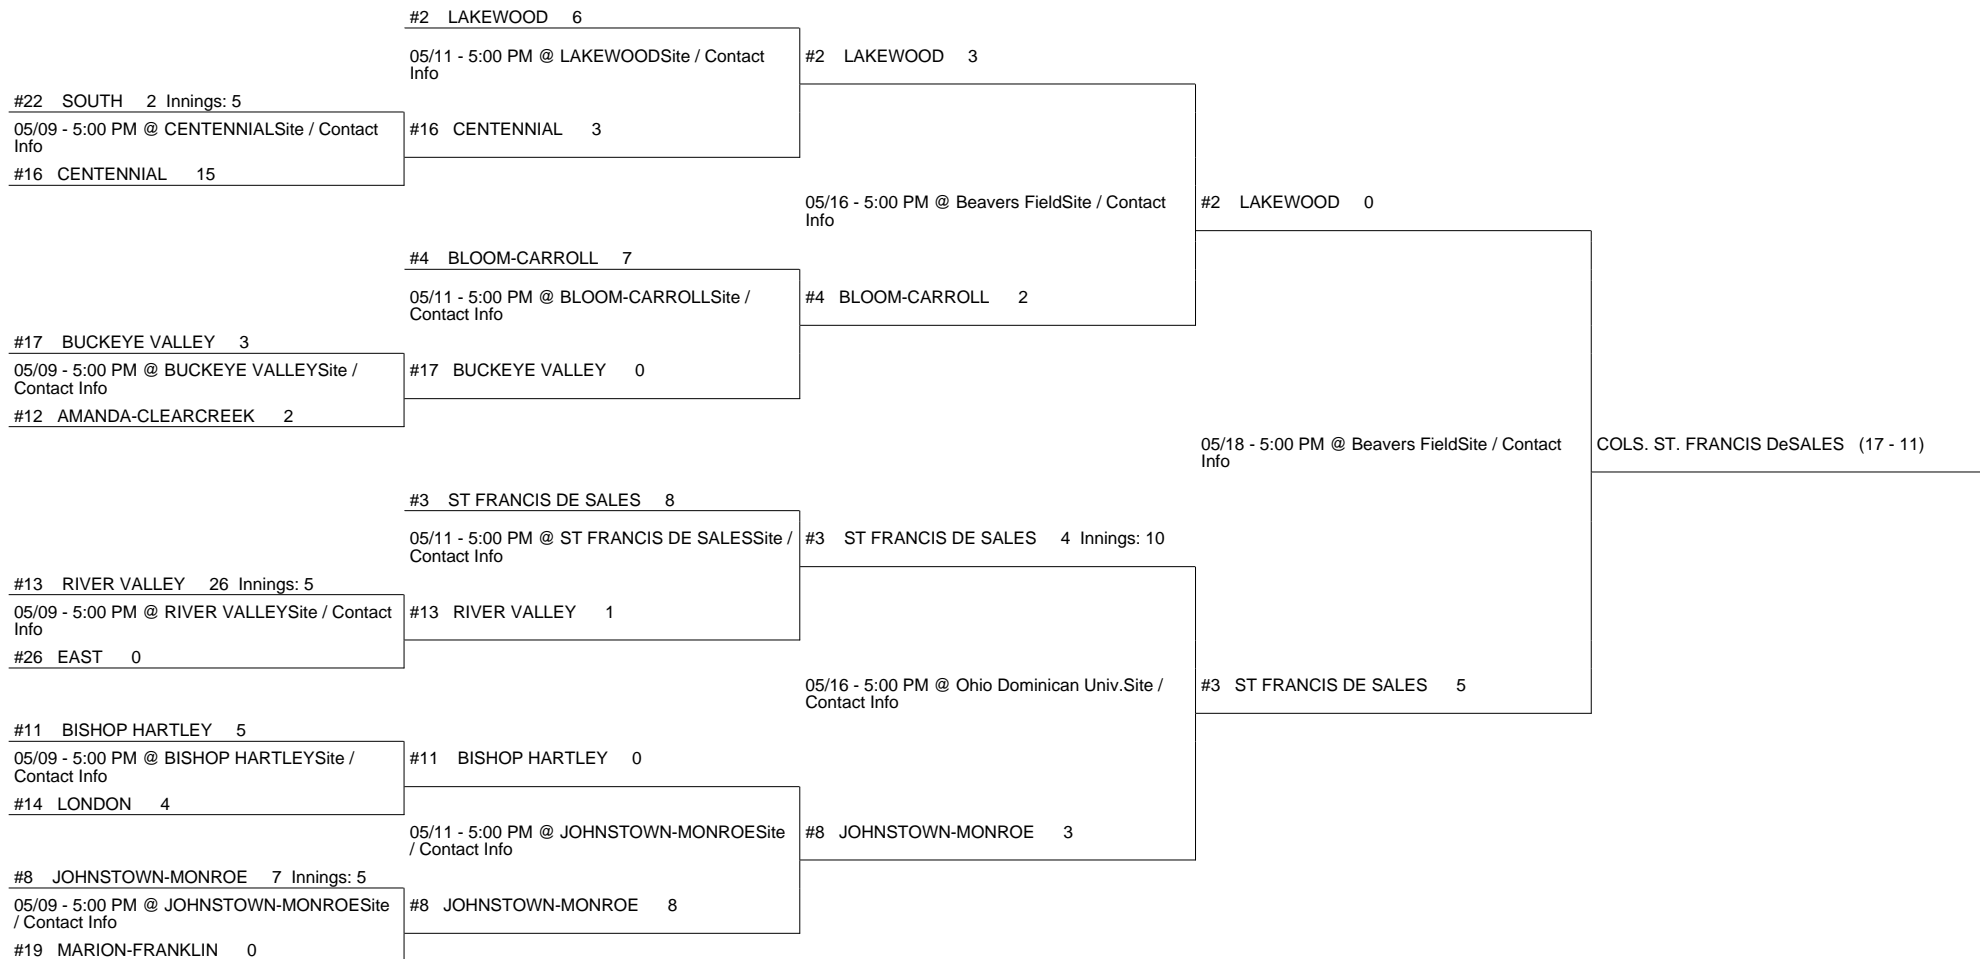 #2 LAKEWOOD 6
05/11 - 5:00 PM @ LAKEWOODSite / Contact
Info
#2 LAKEWOOD 3
#22 SOUTH 2 Innings: 5
05/09 - 5:00 PM @ CENTENNIALSite / Contact
Info
#16 CENTENNIAL 3
#16 CENTENNIAL 15
05/16 - 5:00 PM @ Beavers FieldSite / Contact
Info
#2 LAKEWOOD 0
#4 BLOOM-CARROLL 7
05/11 - 5:00 PM @ BLOOM-CARROLLSite /
Contact Info
#4 BLOOM-CARROLL 2
#17 BUCKEYE VALLEY 3
05/09 - 5:00 PM @ BUCKEYE VALLEYSite /
Contact Info
#17 BUCKEYE VALLEY 0
#12 AMANDA-CLEARCREEK 2
05/18 - 5:00 PM @ Beavers FieldSite / Contact
Info
COLS. ST. FRANCIS DeSALES (17 - 11)
#3 ST FRANCIS DE SALES 8
05/11 - 5:00 PM @ ST FRANCIS DE SALESSite /
Contact Info
#3 ST FRANCIS DE SALES 4 Innings: 10
#13 RIVER VALLEY 26 Innings: 5
05/09 - 5:00 PM @ RIVER VALLEYSite / Contact
Info
#13 RIVER VALLEY 1
#26 EAST 0
05/16 - 5:00 PM @ Ohio Dominican Univ.Site /
Contact Info
#3 ST FRANCIS DE SALES 5
#11 BISHOP HARTLEY 5
05/09 - 5:00 PM @ BISHOP HARTLEYSite /
Contact Info
#11 BISHOP HARTLEY 0
#14 LONDON 4
05/11 - 5:00 PM @ JOHNSTOWN-MONROESite
/ Contact Info
#8 JOHNSTOWN-MONROE 3
#8 JOHNSTOWN-MONROE 7 Innings: 5
05/09 - 5:00 PM @ JOHNSTOWN-MONROESite
/ Contact Info
#8 JOHNSTOWN-MONROE 8
#19 MARION-FRANKLIN 0